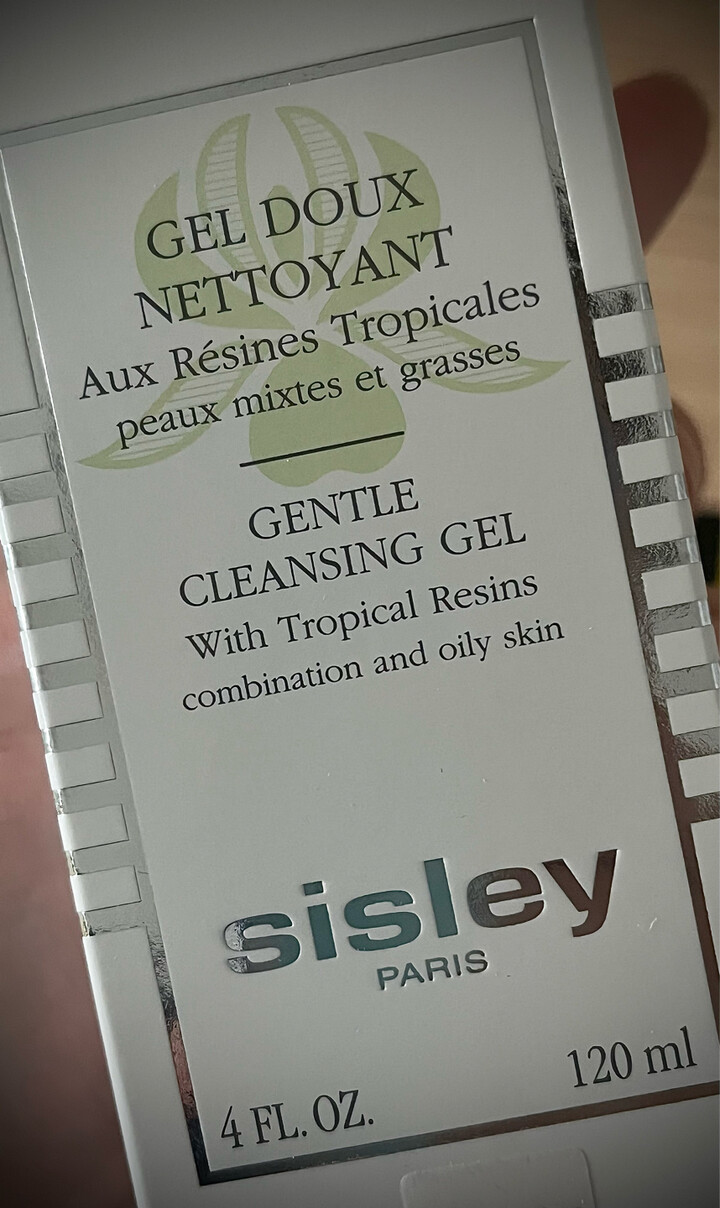 GEL DOUX
NETTOYANT
Aux Résines Tropicales
peaux mixtes et grasses
GENTLE
CLEANSING GEL
With Tropical Resins
combination and oily skin
sisley
PARIS
4 FL. OZ. 120 ml